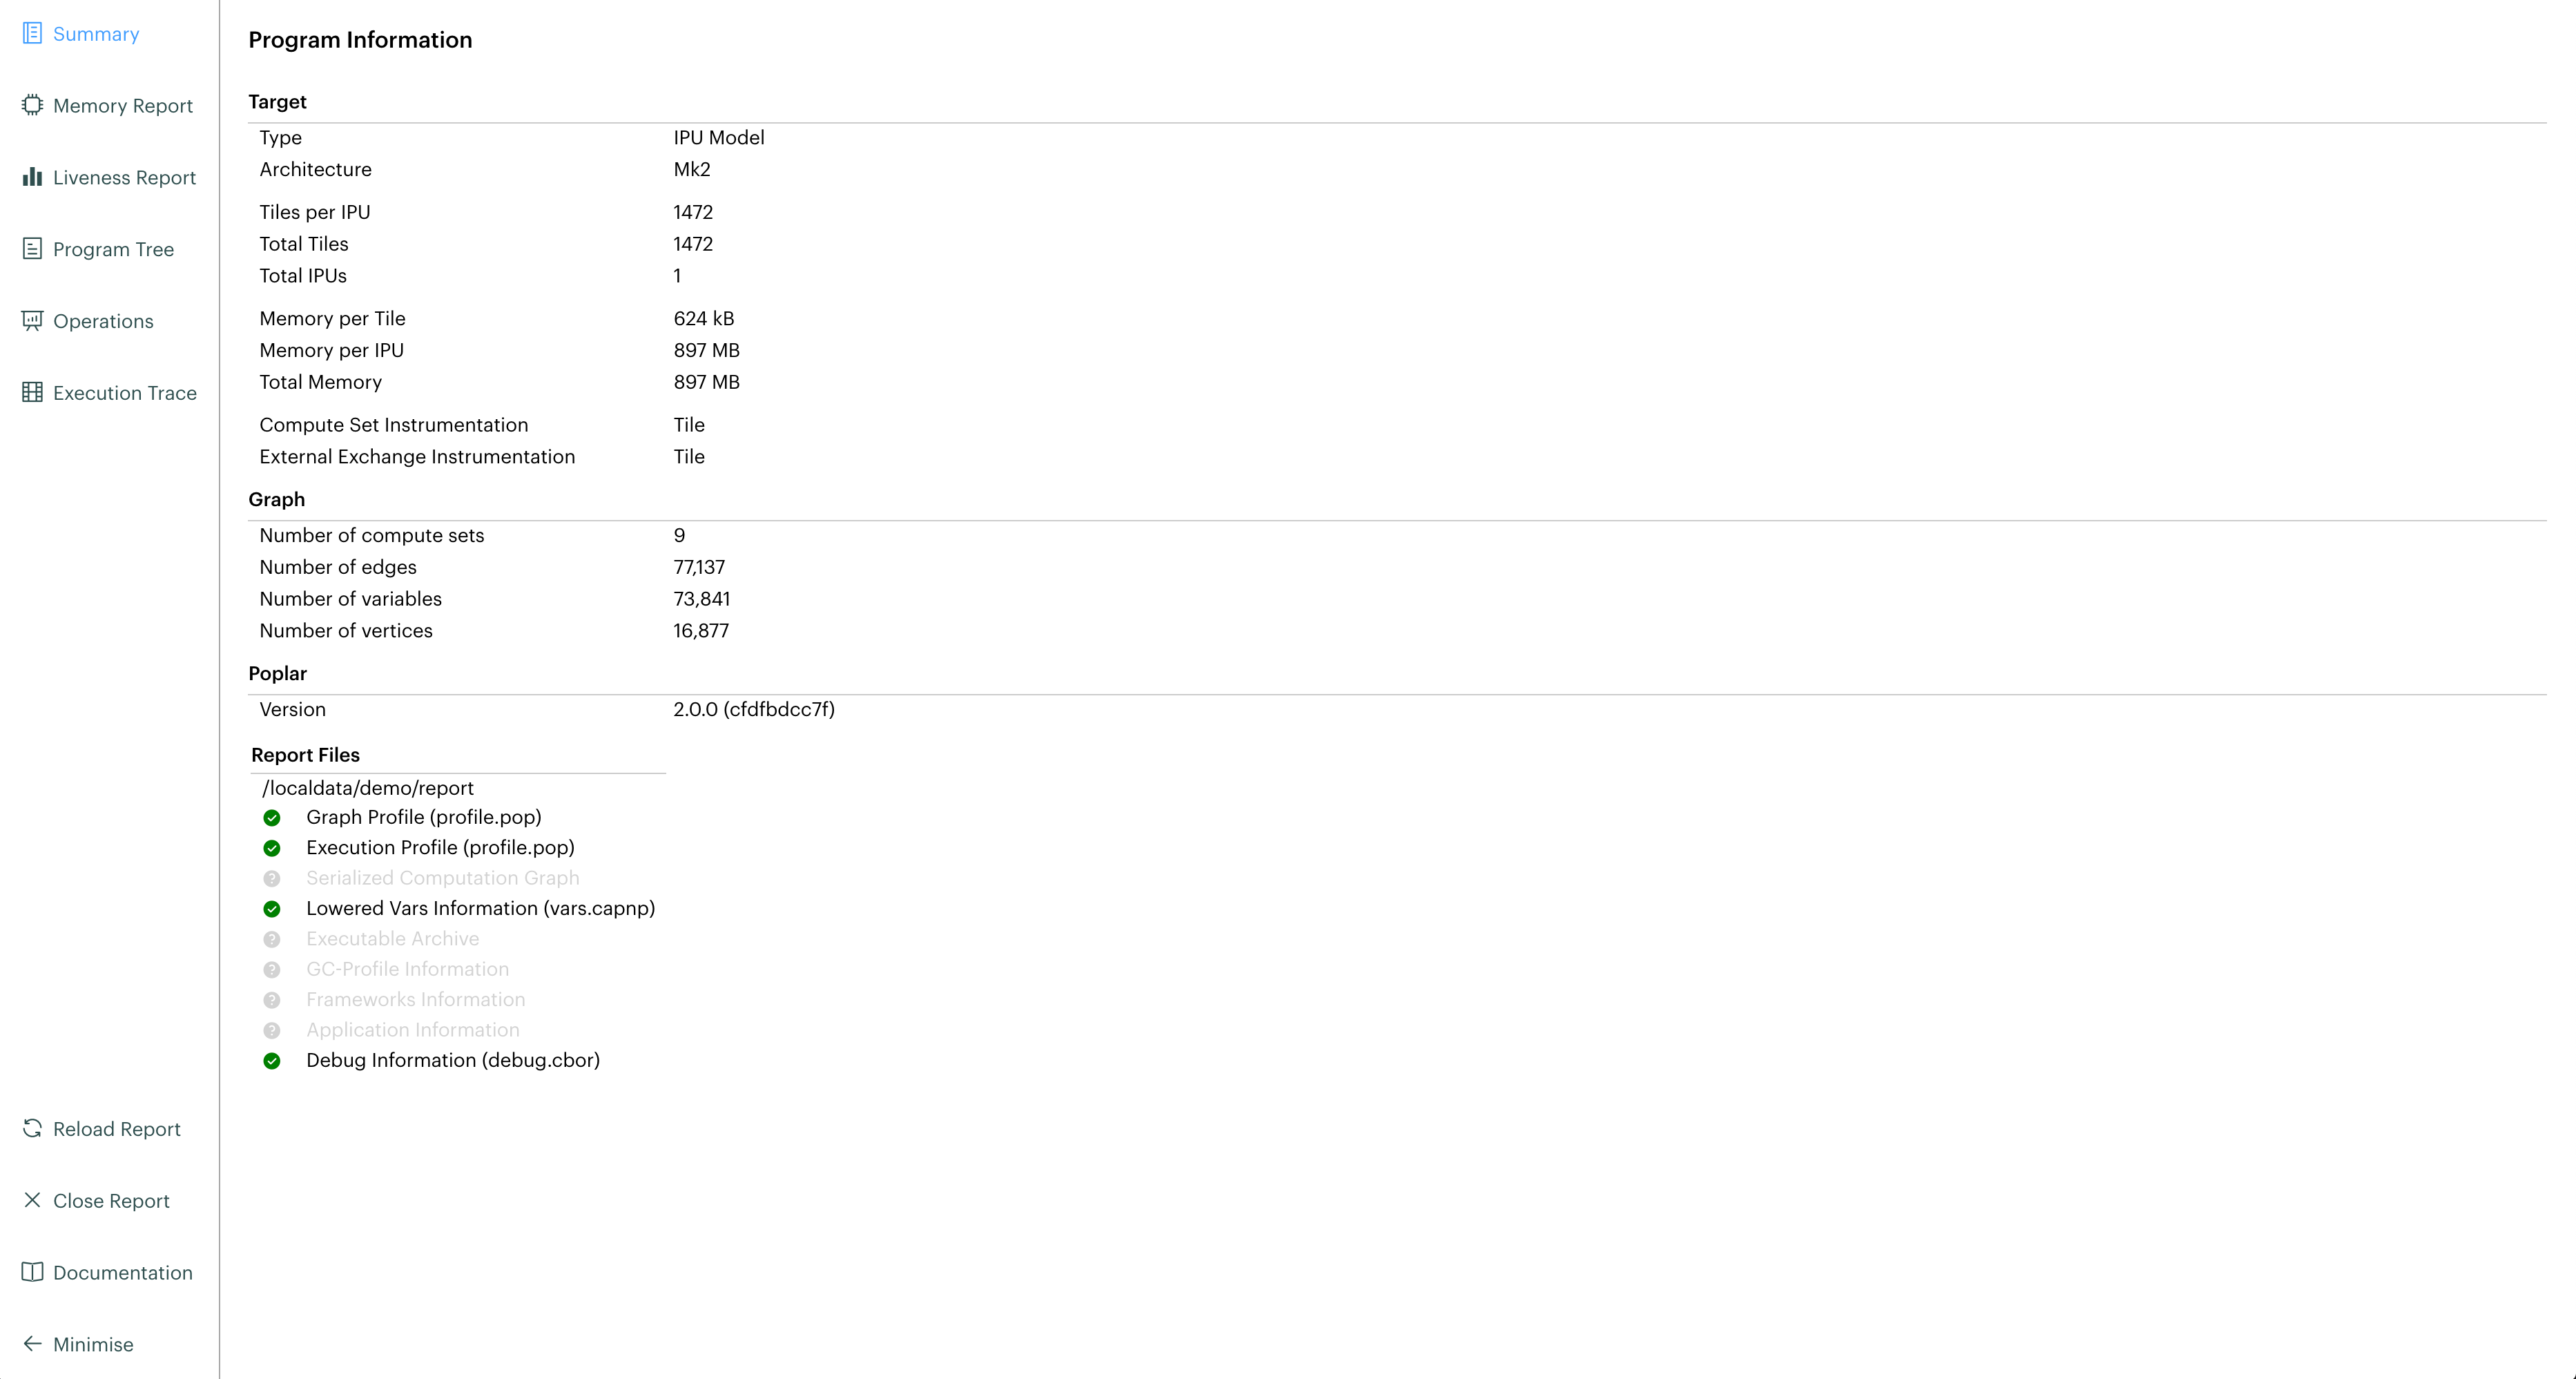 Summary
Memory Report
Liveness Report
Program Tree
Operations
Execution Trace
Reload Report
Close Report
Documentation
Minimise
Program Information
Target
Type IPU Model
Architecture Mk2
Tiles per IPU 1472
Total Tiles 1472
Total IPUs 1
Memory per Tile 624 kB
Memory per IPU 897 MB
Total Memory 897 MB
Compute Set Instrumentation Tile
External Exchange Instrumentation Tile
Graph
Number of compute sets 9
Number of edges 77,137
Number of variables 73,841
Number of vertices 16,877
Poplar
Version 2.0.0 (cfdfbdcc7f)
Report Files
/localdata/demo/report
Graph Profile (profile.pop)
Execution Profile (profile.pop)
Serialized Computation Graph
Lowered Vars Information (vars.capnp)
Executable Archive
GC-Profile Information
Frameworks Information
Application Information
Debug Information (debug.cbor)